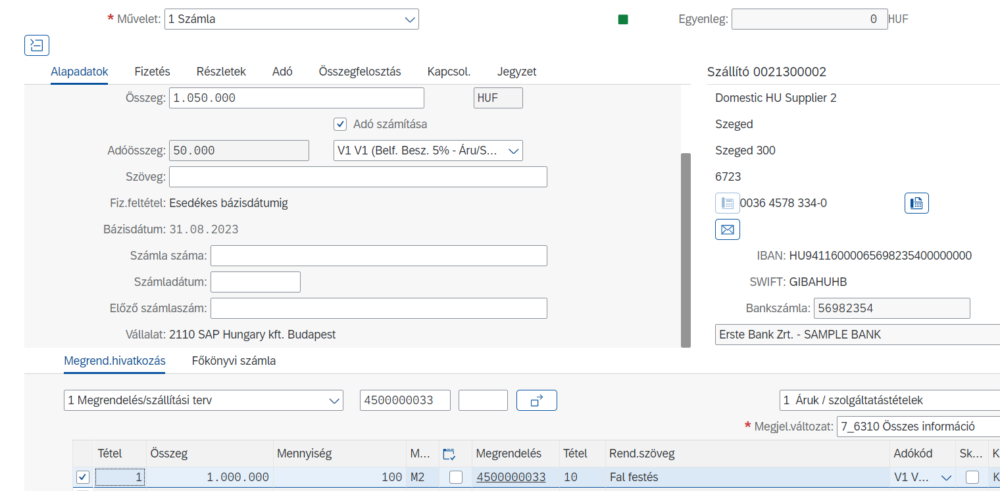 * Művelet: 1 Számla Egyenleg: 0 HUF
Alapadatok Fizetés Részletek Adó Összegfelosztás Kapcsol. Jegyzet
Összeg: 1.050.000 HUF
Adó számítása
Adóösszeg: 50.000 V1 V1 (Belf. Besz. 5% - Áru/S...
Szöveg:
Fiz.feltétel: Esedékes bázisdátumig
Bázisdátum: 31.08.2023
Számla száma:
Számladátum:
Előző számlaszám:
Vállalat: 2110 SAP Hungary kft. Budapest
Szállító 0021300002
Domestic HU Supplier 2
Szeged
Szeged 300
6723
0036 4578 334-0
IBAN: HU94116000065698235400000000
SWIFT: GIBAHUHB
Bankszámla: 56982354
Erste Bank Zrt. - SAMPLE BANK
Megrend.hivatkozás Főkönyvi számla
1 Megrendelés/szállítási terv 4500000033 1 Áruk / szolgáltatástételek
* Megjel.változat: 7_6310 Összes információ
Tétel Összeg Mennyiség M... Megrendelés Tétel Rend.szöveg Adókód Sk... K
1 1.000.000 100 M2 4500000033 10 Fal festés V1 V... K